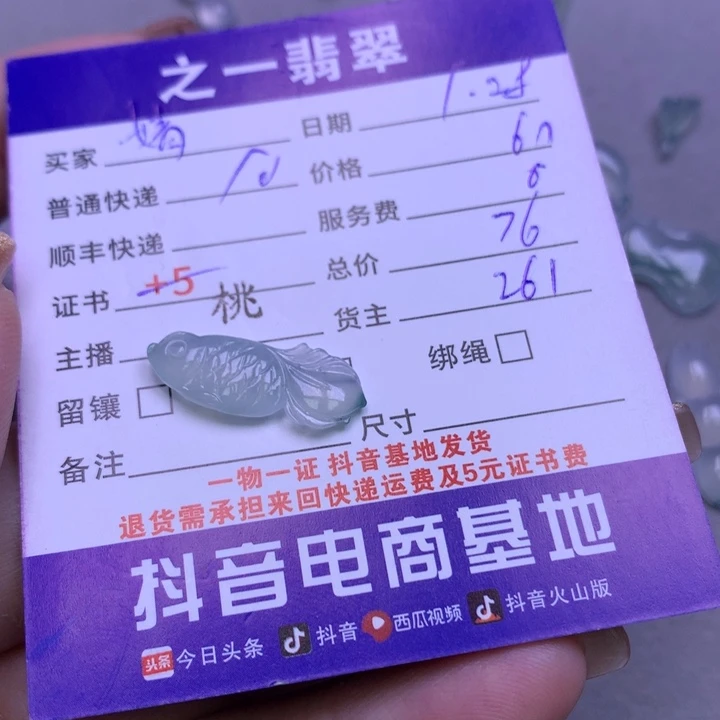 之一翡翠
买家 日期 1.28
普通快递 10 价格 60
顺丰快递 服务费 6
证书 +5 总价 76
主播 桃 货主 261
留镶 绑绳
备注 尺寸
一物一证 抖音基地发货
退货需承担来回快递运费及5元证书费
抖音电商基地
头条 今日头条 抖音 西瓜视频 抖音火山版